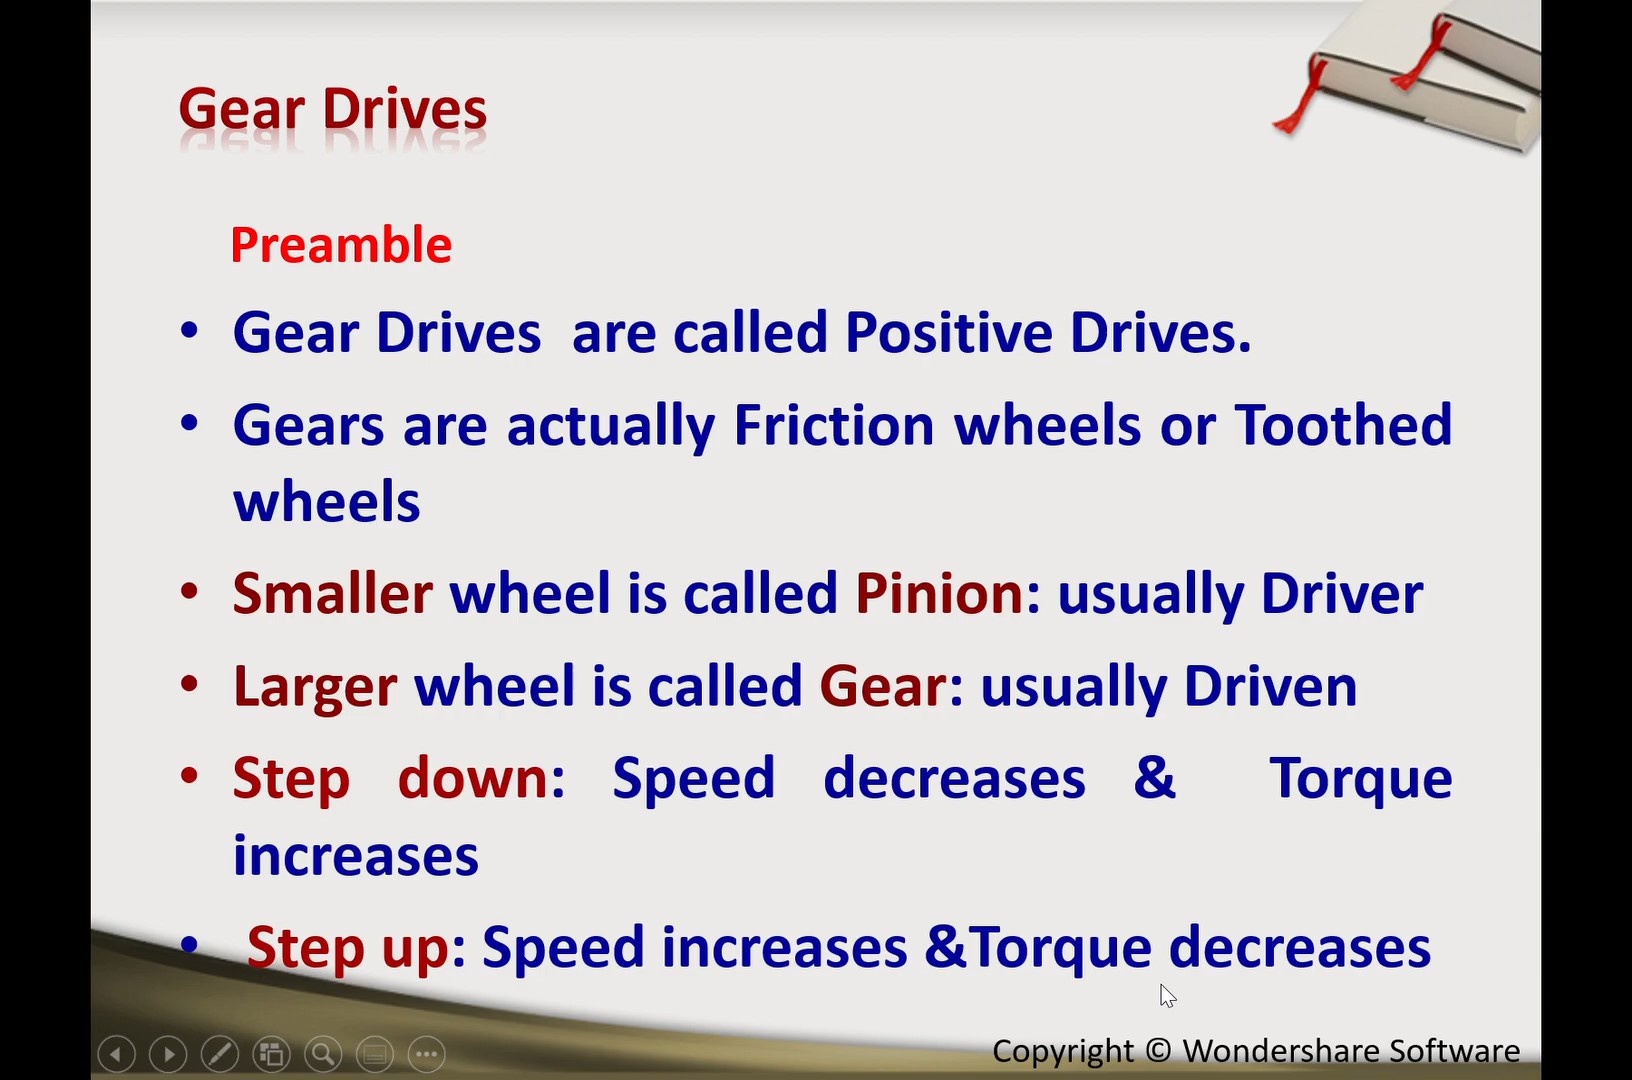 Gear Drives
Preamble
• Gear Drives are called Positive Drives.
• Gears are actually Friction wheels or Toothed
wheels
• Smaller wheel is called Pinion: usually Driver
• Larger wheel is called Gear: usually Driven
• Step down: Speed decreases & Torque
increases
• Step up: Speed increases &Torque decreases
Copyright © Wondershare Software